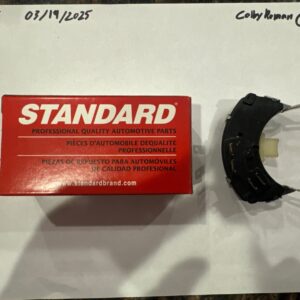 03/19/2025
Colby Roman
STANDARD®
PROFESSIONAL QUALITY AUTOMOTIVE PARTS
PIÈCES D'AUTOMOBILE DE QUALITÉ
PROFESSIONNELLE
PIEZAS DE REPUESTO PARA AUTOMÓVILES
DE CALIDAD PROFESIONAL
www.standardbrand.com